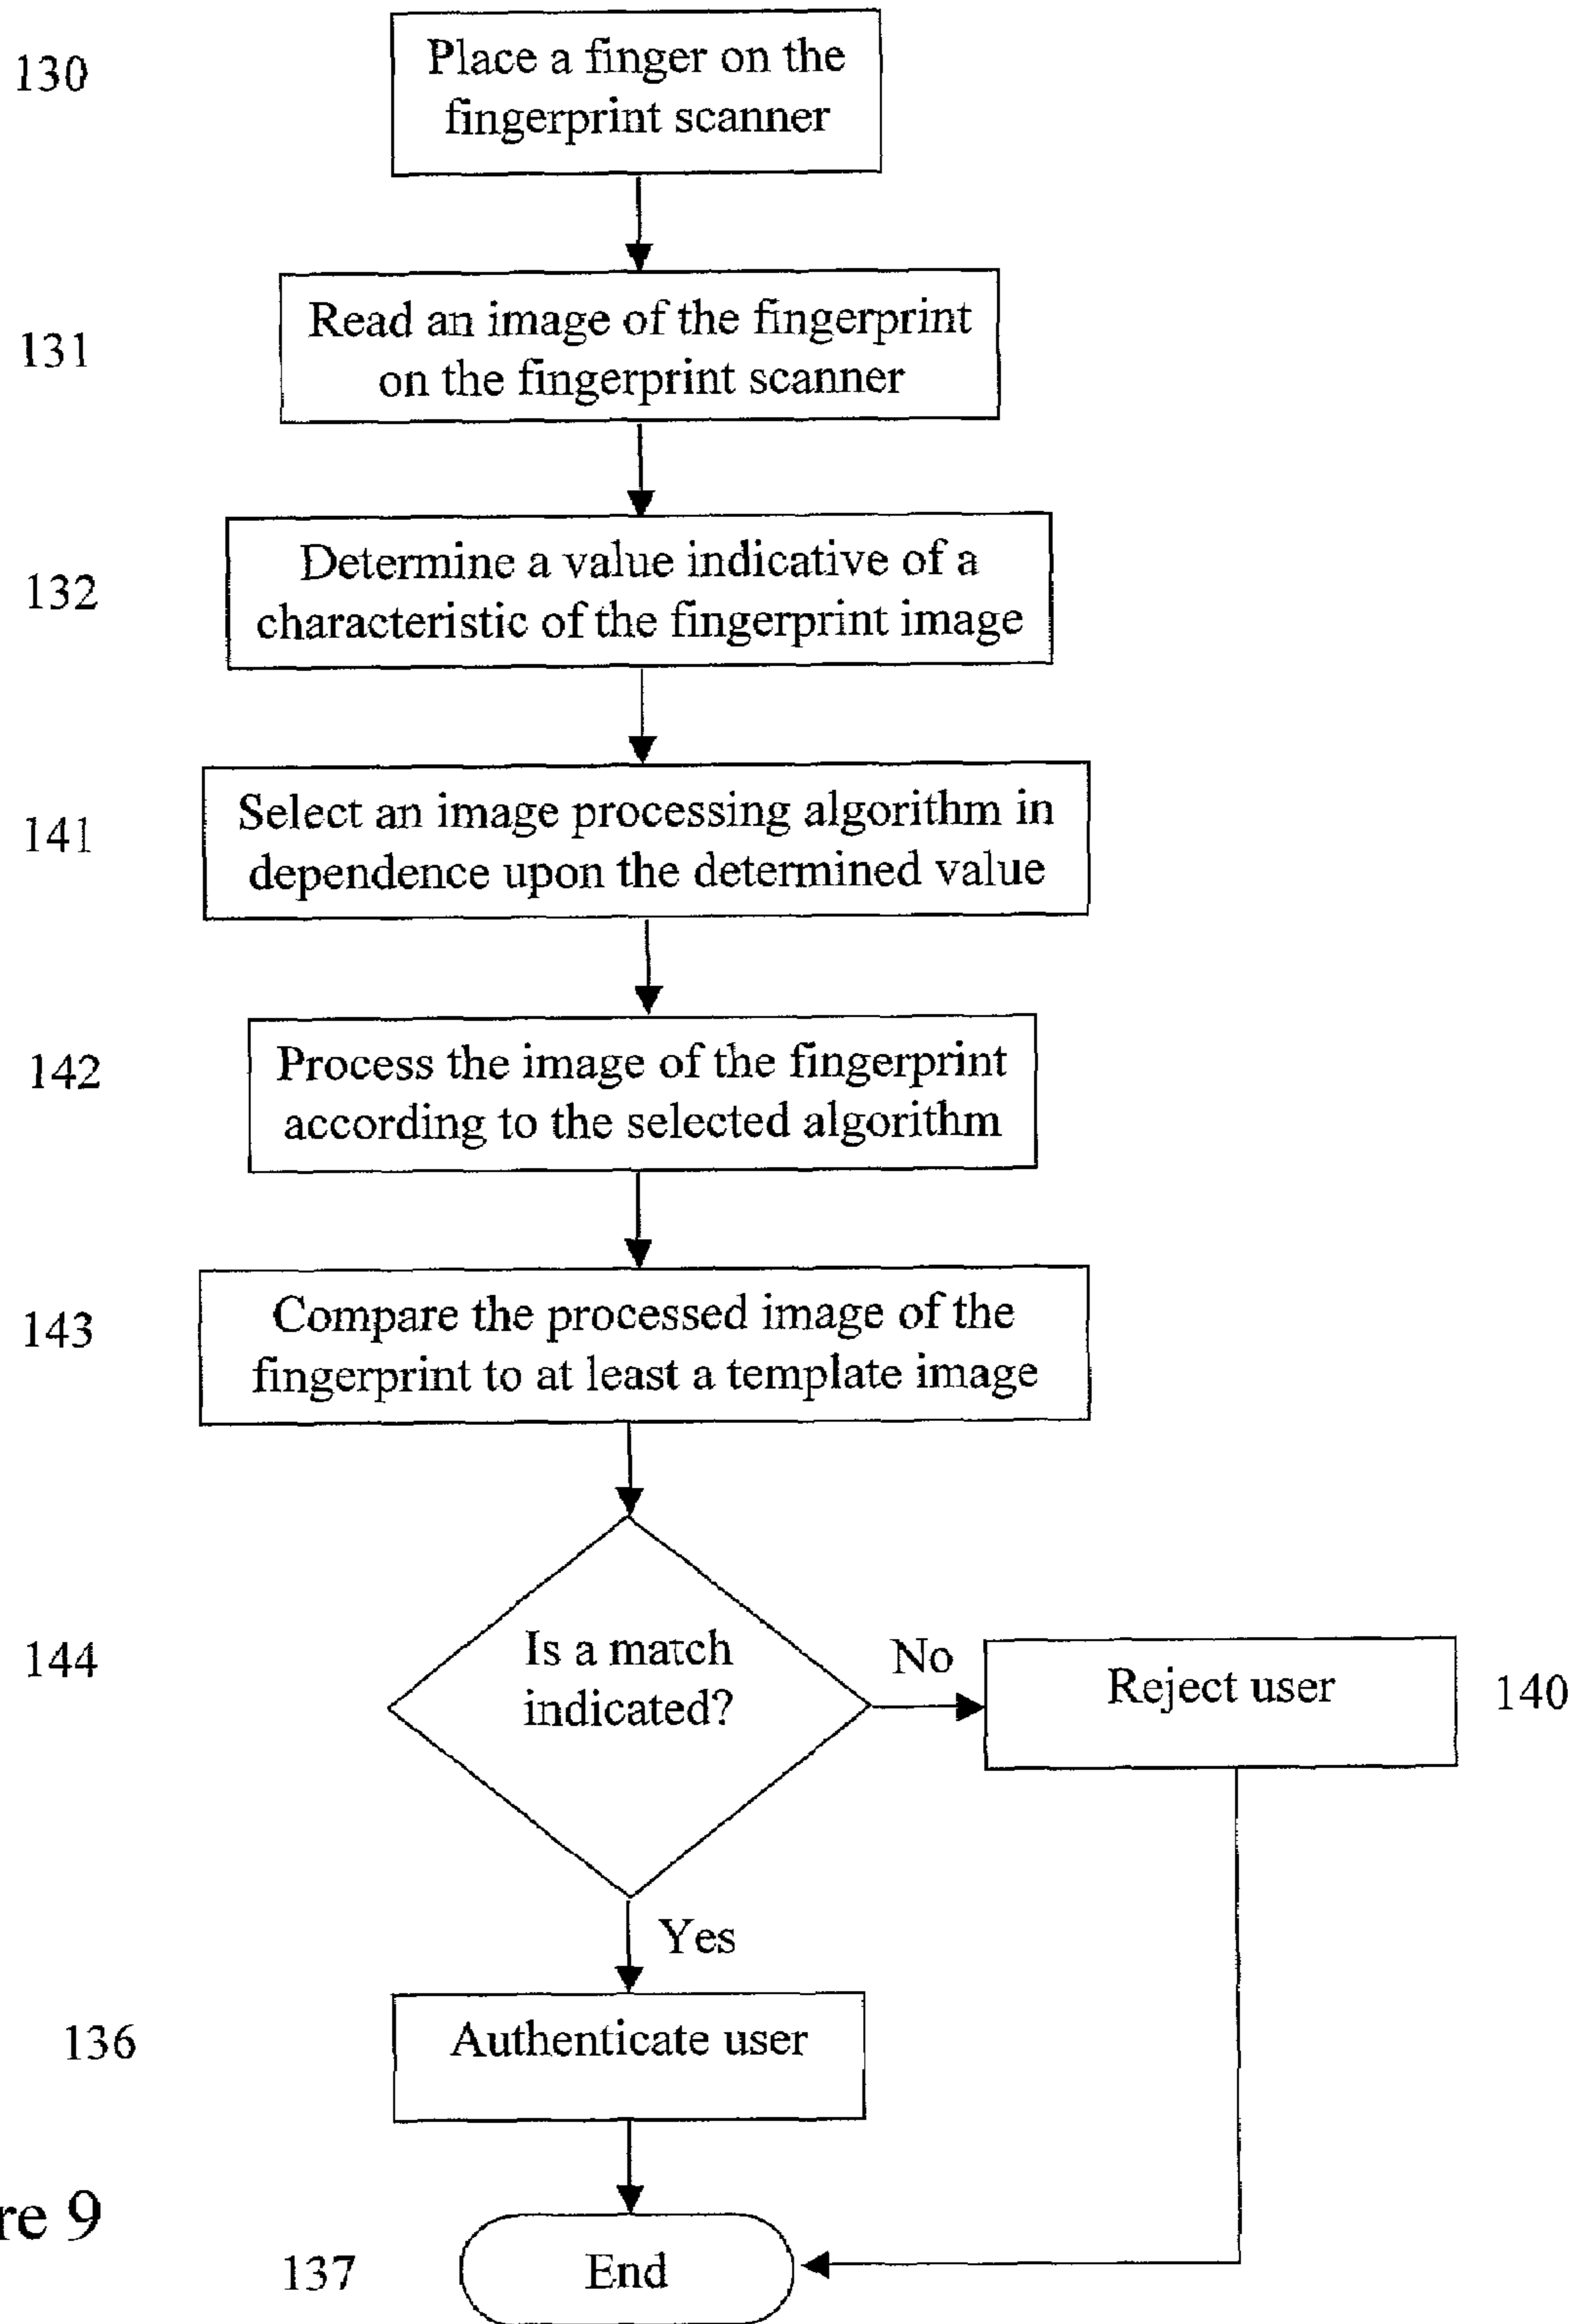 130
Place a finger on the
fingerprint scanner
131
Read an image of the fingerprint
on the fingerprint scanner
132
Determine a value indicative of a
characteristic of the fingerprint image
141
Select an image processing algorithm in
dependence upon the determined value
142
Process the image of the fingerprint
according to the selected algorithm
143
Compare the processed image of the
fingerprint to at least a template image
144
Is a match
indicated?
No
Reject user
140
Yes
136
Authenticate user
re 9
137
End